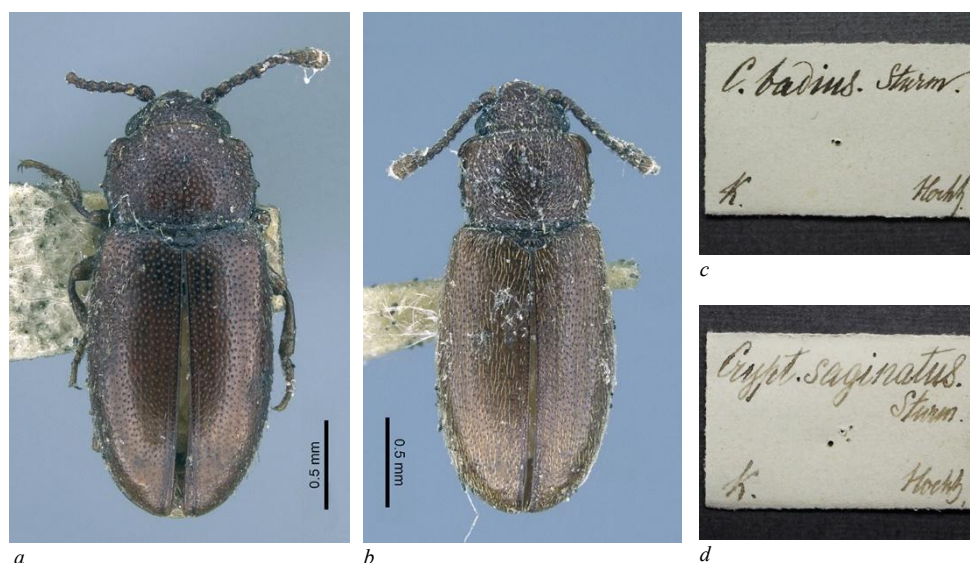 0.5 mm
a
0.5 mm
b
C. badius. Sturm.
K. Hochh.
c
Crypt. saginatus.
Sturm.
K. Hochh.
d